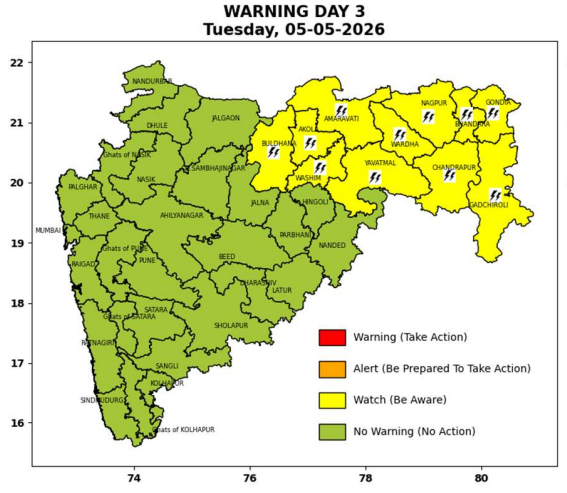 WARNING DAY 3
Tuesday, 05-05-2026
22
21
20
19
18
17
16
74
76
78
80
NANDURBAR
DHULE
JALGAON
Ghats of NASIK
NASIK
SAMBHAJINAGAR
BULDHANA
AKOLA
AMARAVATI
WASHIM
WARDHA
NAGPUR
BHANDARA
GONDIA
YAVATMAL
CHANDRAPUR
GADCHIROLI
PALGHAR
THANE
AHILYANAGAR
JALNA
HINGOLI
MUMBAI
PARBHANI
NANDED
Ghats of PUNE
PUNE
RAIGAD
BEED
DHARASHIV
LATUR
SATARA
Ghats of SATARA
SHOLAPUR
RATNAGIRI
SANGLI
KOLHAPUR
SINDHUDURG
Ghats of KOLHAPUR
Warning (Take Action)
Alert (Be Prepared To Take Action)
Watch (Be Aware)
No Warning (No Action)